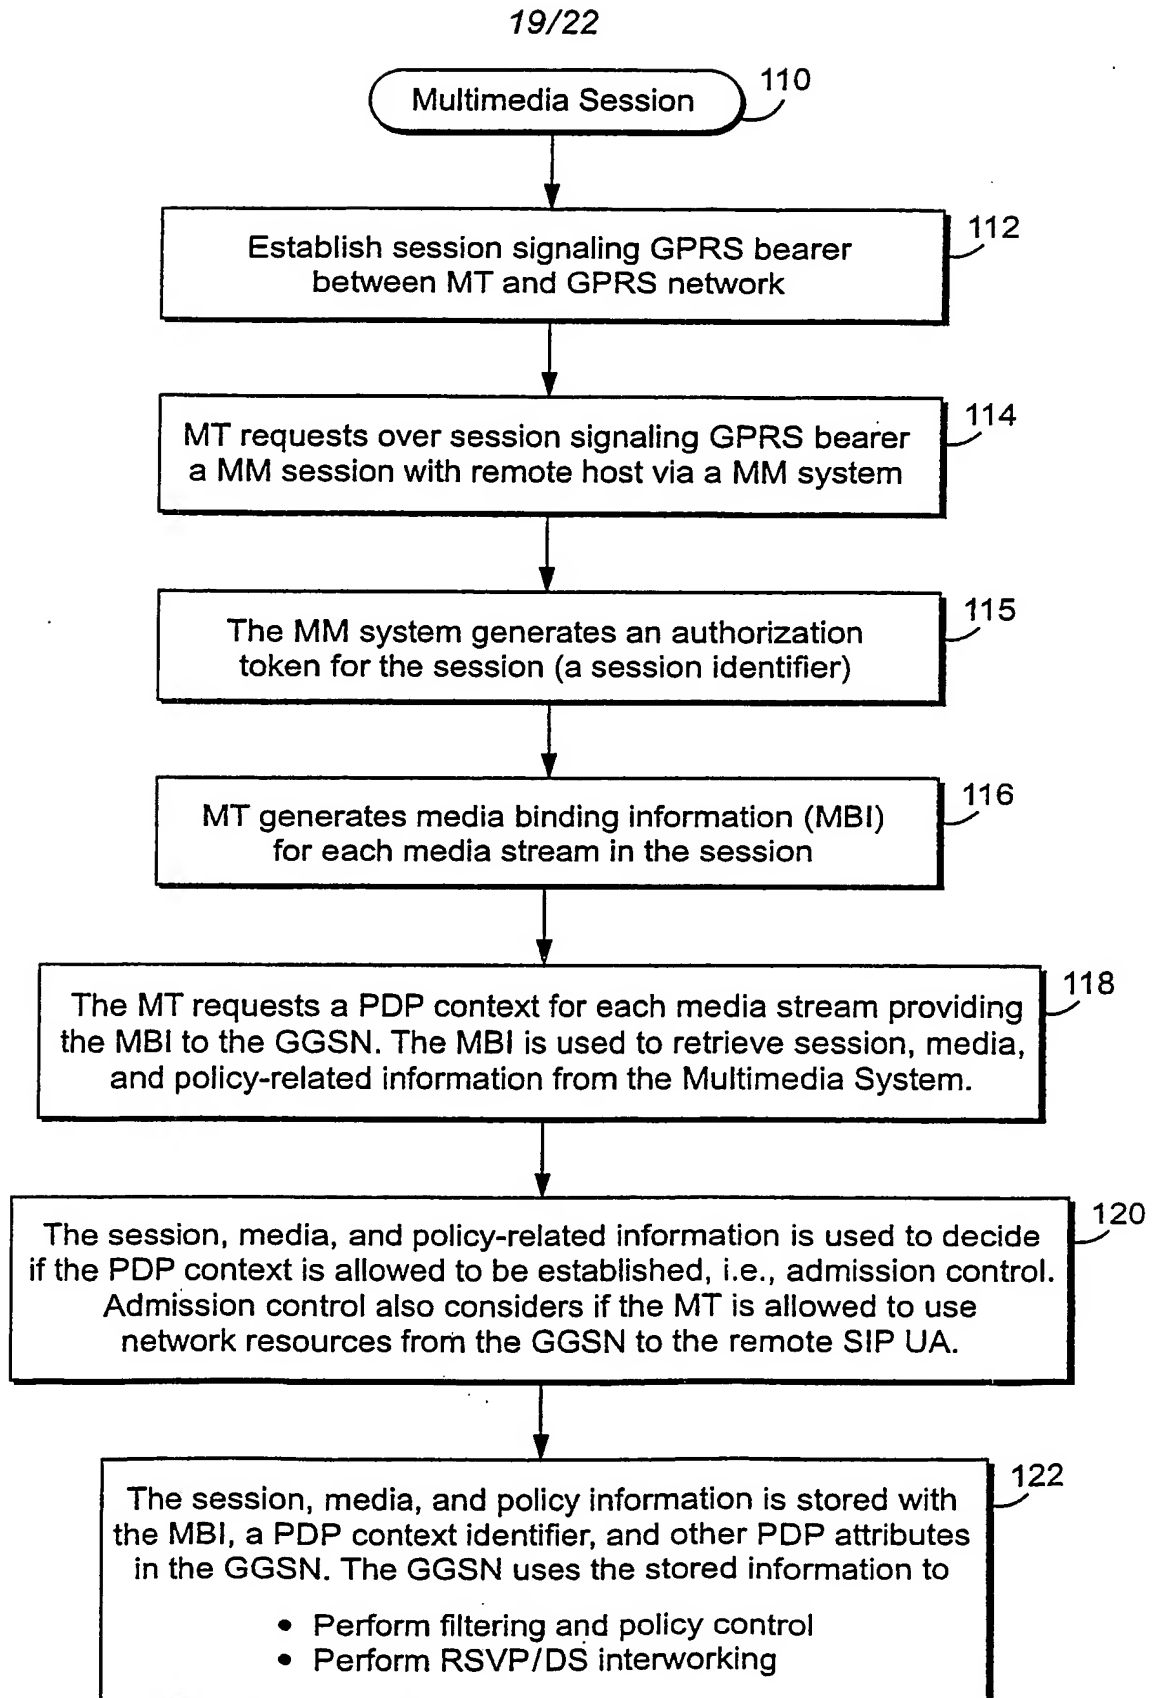 19/22
Multimedia Session
110
Establish session signaling GPRS bearer
between MT and GPRS network
112
MT requests over session signaling GPRS bearer
a MM session with remote host via a MM system
114
The MM system generates an authorization
token for the session (a session identifier)
115
MT generates media binding information (MBI)
for each media stream in the session
116
The MT requests a PDP context for each media stream providing
the MBI to the GGSN. The MBI is used to retrieve session, media,
and policy-related information from the Multimedia System.
118
The session, media, and policy-related information is used to decide
if the PDP context is allowed to be established, i.e., admission control.
Admission control also considers if the MT is allowed to use
network resources from the GGSN to the remote SIP UA.
120
The session, media, and policy information is stored with
the MBI, a PDP context identifier, and other PDP attributes
in the GGSN. The GGSN uses the stored information to
• Perform filtering and policy control
• Perform RSVP/DS interworking
122